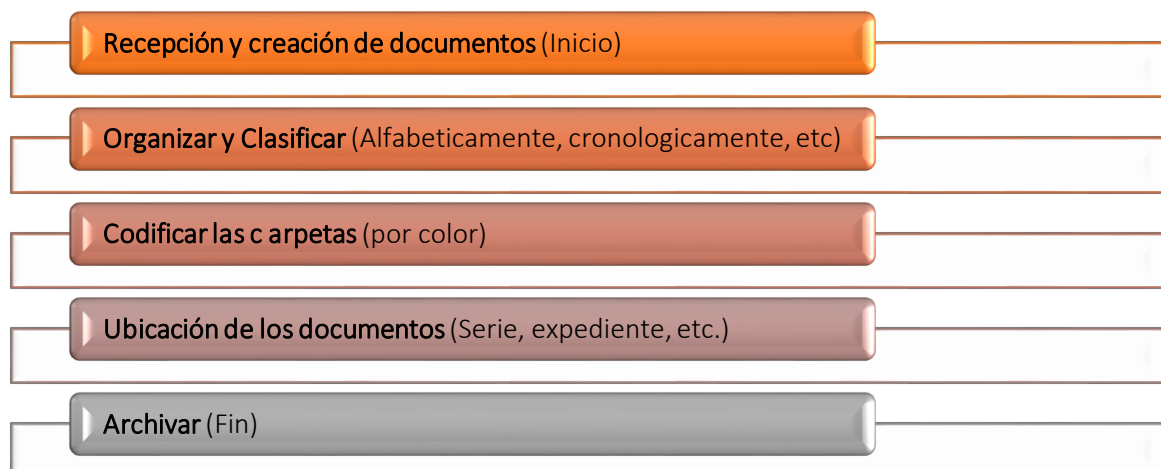 Recepción y creación de documentos (Inicio)
Organizar y Clasificar (Alfabeticamente, cronologicamente, etc)
Codificar las c arpetas (por color)
Ubicación de los documentos (Serie, expediente, etc.)
Archivar (Fin)